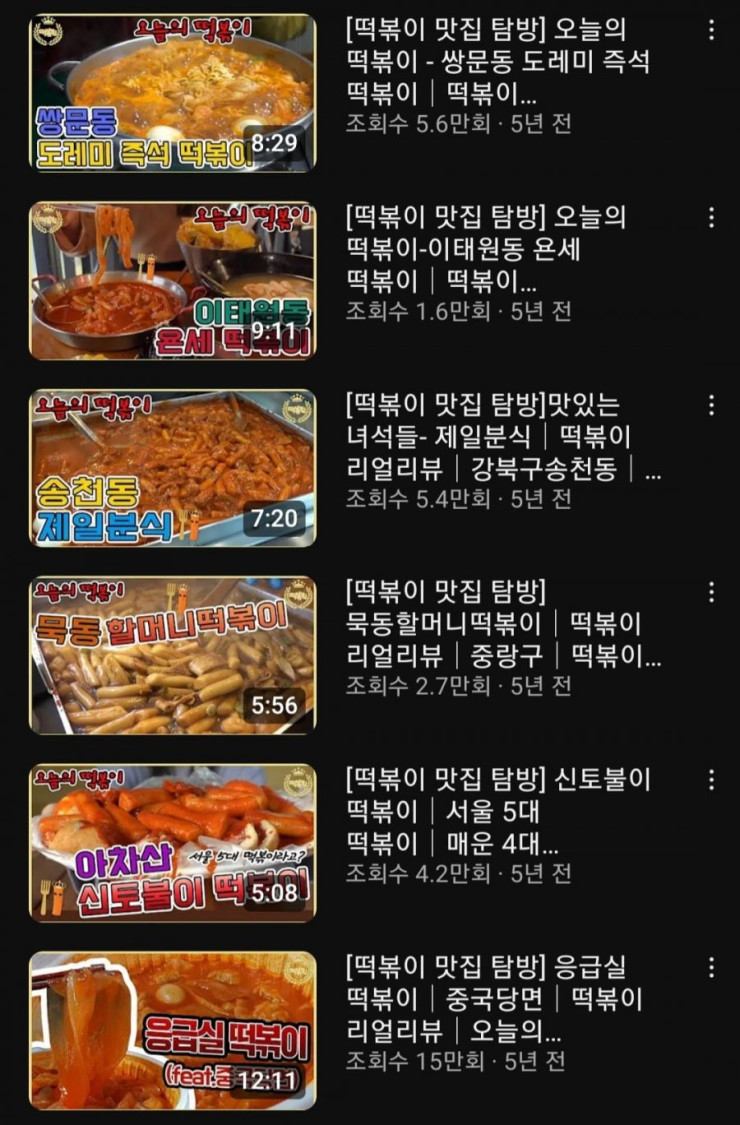 오늘의 떡볶이
쌍문동
도레미 즉석 떡볶이
8:29
[떡볶이 맛집 탐방] 오늘의
떡볶이 - 쌍문동 도레미 즉석
떡볶이│떡볶이...
조회수 5.6만회 · 5년 전
오늘의 떡볶이
이태원동
욘세 떡볶이
9:11
[떡볶이 맛집 탐방] 오늘의
떡볶이-이태원동 욘세
떡볶이│떡볶이...
조회수 1.6만회 · 5년 전
오늘의 떡볶이
송천동
제일분식
7:20
[떡볶이 맛집 탐방]맛있는
녀석들- 제일분식│떡볶이
리얼리뷰│강북구송천동│...
조회수 5.4만회 · 5년 전
오늘의 떡볶이
묵동할머니떡볶이
5:56
[떡볶이 맛집 탐방]
묵동할머니떡볶이│떡볶이
리얼리뷰│중랑구│떡볶이...
조회수 2.7만회 · 5년 전
오늘의 떡볶이
아차산
서울 5대 떡볶이라고?
신토불이 떡볶이
5:08
[떡볶이 맛집 탐방] 신토불이
떡볶이│서울 5대
떡볶이│매운 4대...
조회수 4.2만회 · 5년 전
응급실 떡볶이
(feat.중
12:11
[떡볶이 맛집 탐방] 응급실
떡볶이│중국당면│떡볶이
리얼리뷰│오늘의...
조회수 15만회 · 5년 전